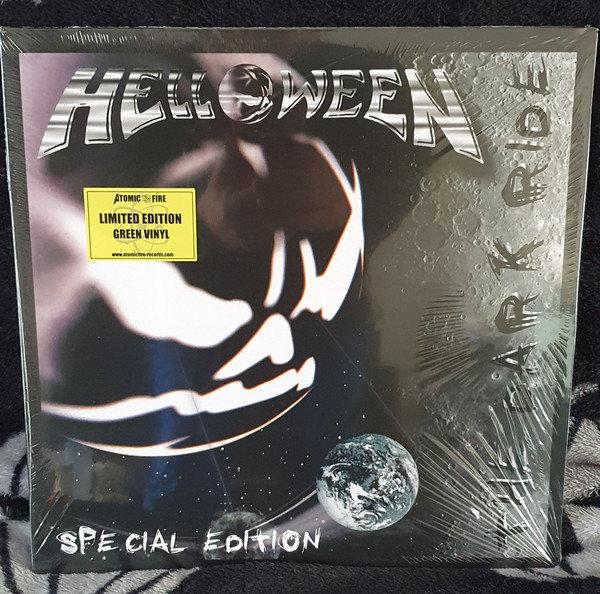 HELLOWEEN
THE DARK RIDE
ATOMIC FIRE
LIMITED EDITION
GREEN VINYL
www.atomicfire-records.com
SPECIAL EDITION